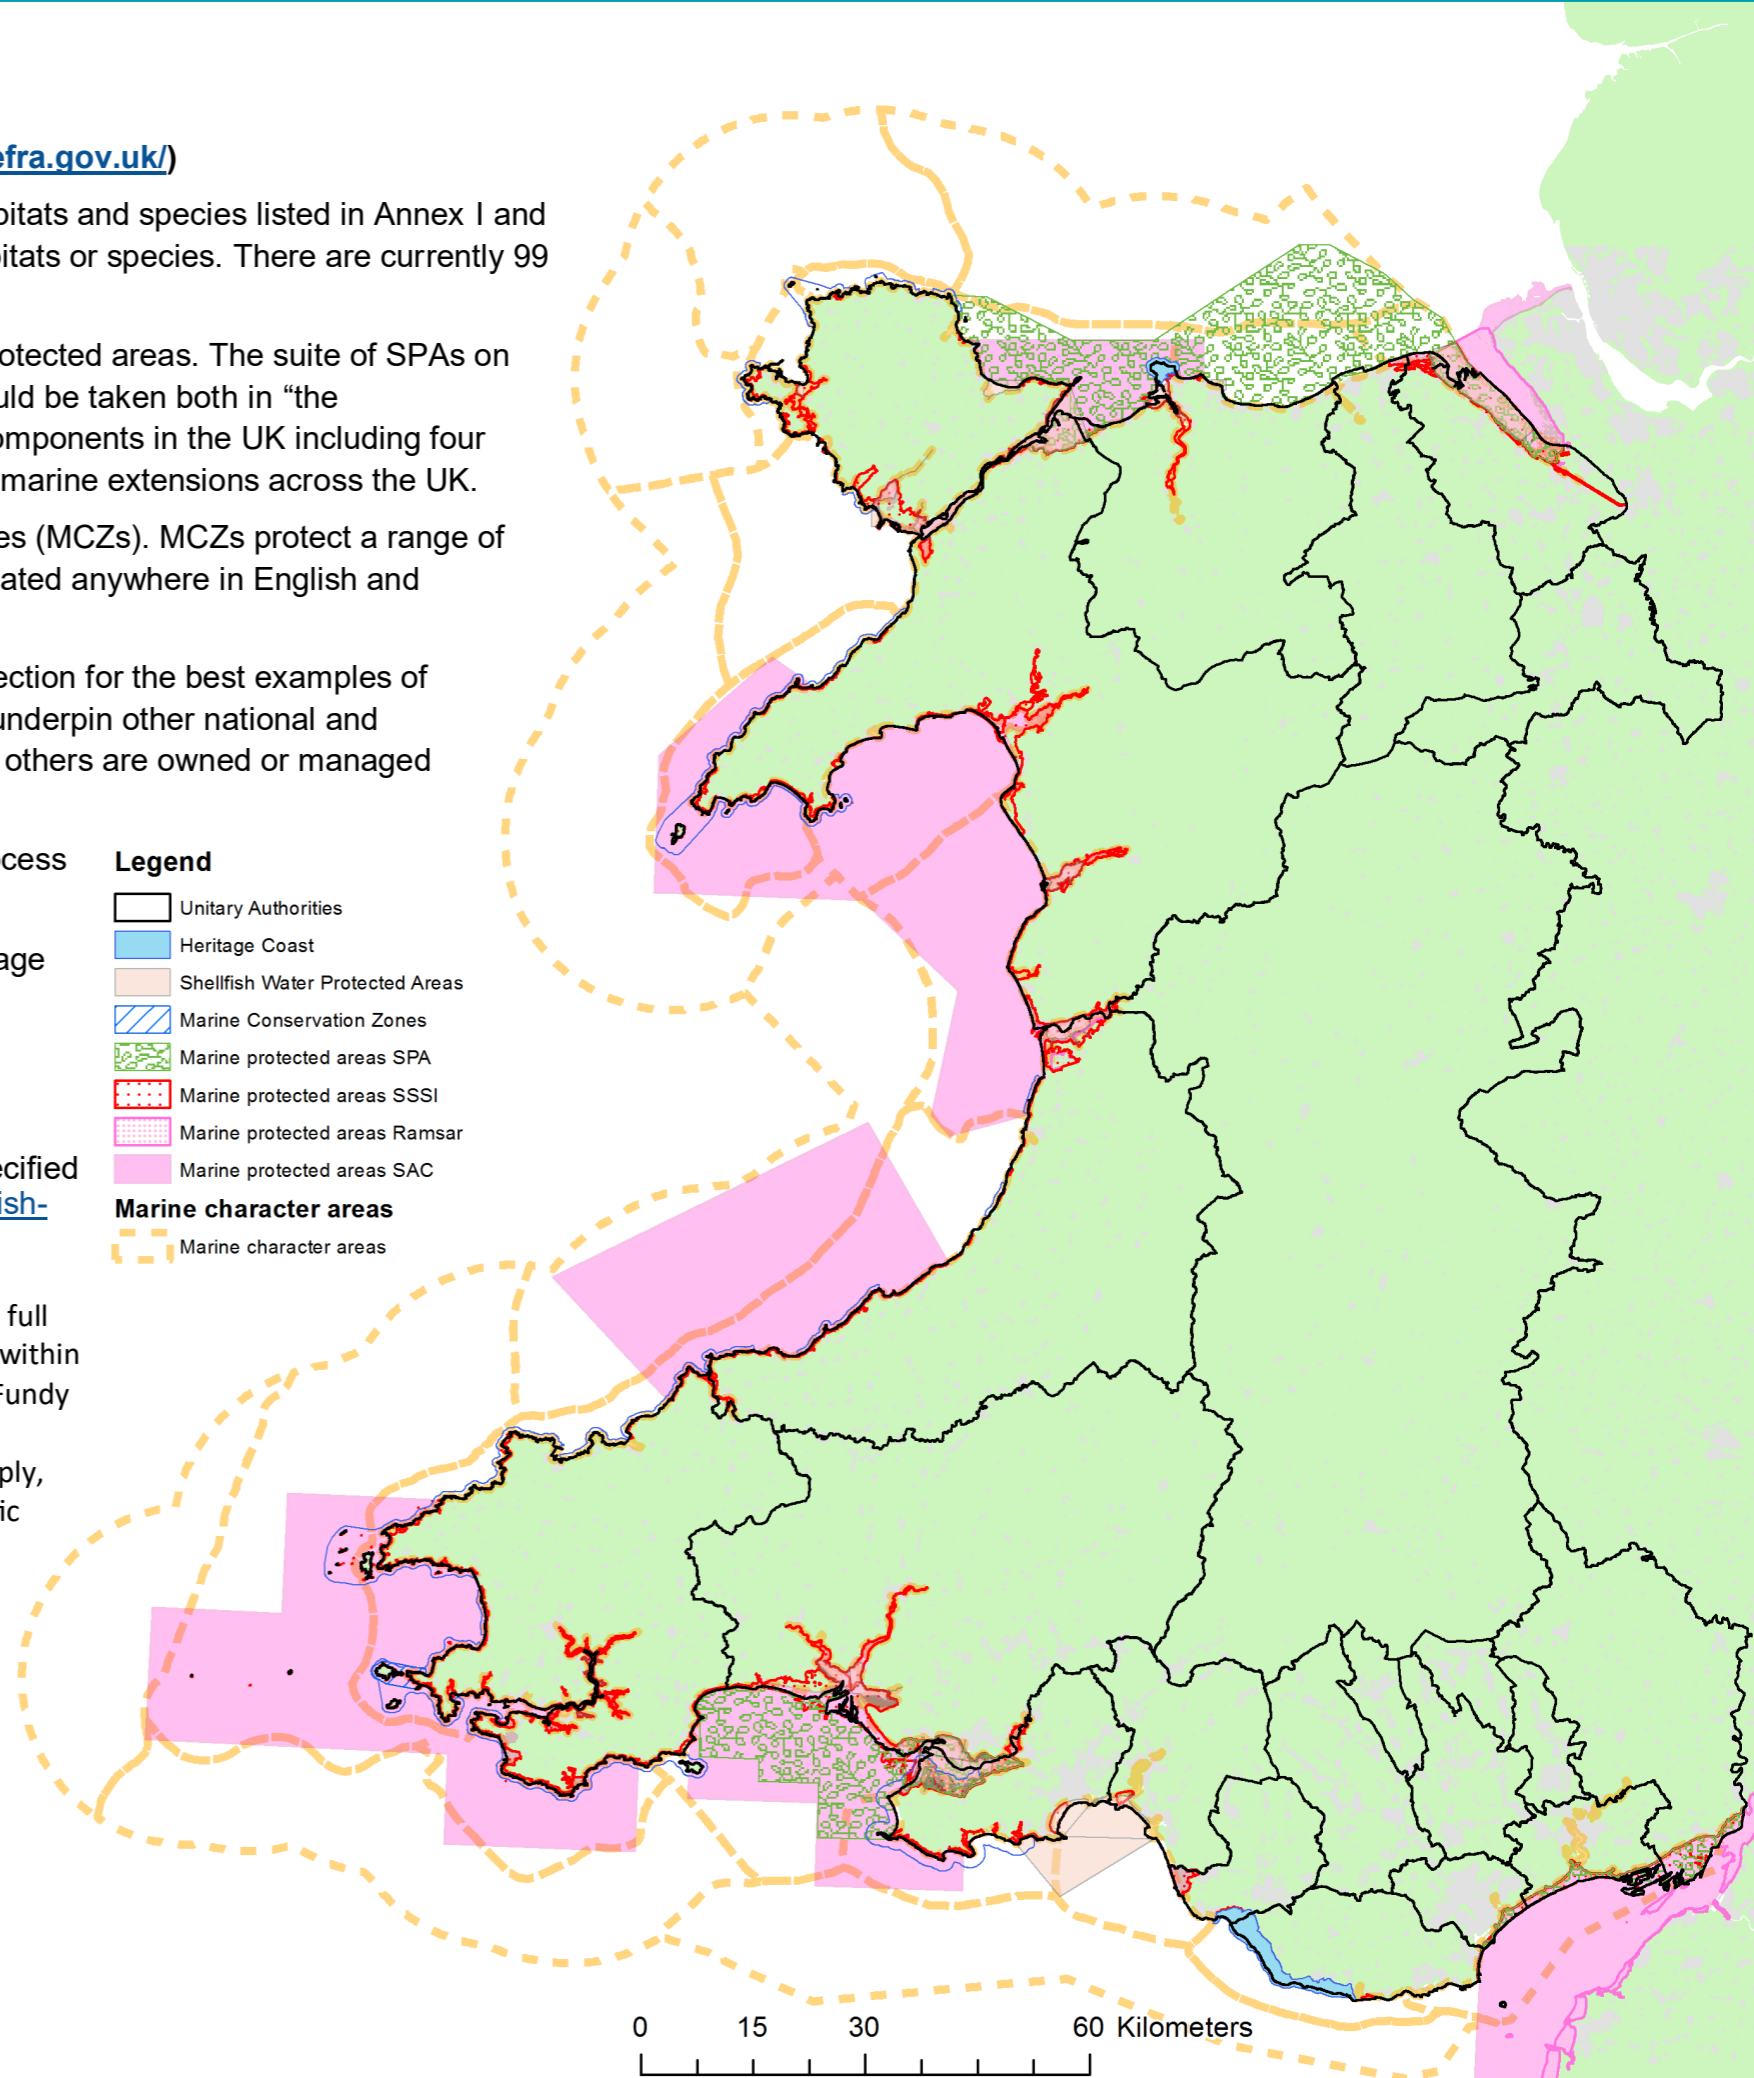 efra.gov.uk/)
bitats and species listed in Annex I and
bitats or species. There are currently 99
rotected areas. The suite of SPAs on
uld be taken both in “the
omponents in the UK including four
marine extensions across the UK.
es (MCZs). MCZs protect a range of
ated anywhere in English and
ection for the best examples of
underpin other national and
others are owned or managed
cess
age
ecified
ish-
full
within
Fundy
ply,
ic
Legend
Unitary Authorities
Heritage Coast
Shellfish Water Protected Areas
Marine Conservation Zones
Marine protected areas SPA
Marine protected areas SSSI
Marine protected areas Ramsar
Marine protected areas SAC
Marine character areas
Marine character areas
0 15 30 60 Kilometers